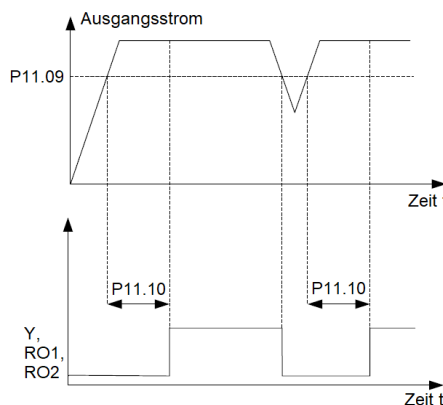 Ausgangsstrom
P11.09
Zeit t
P11.10
P11.10
Y,
RO1,
RO2
Zeit t